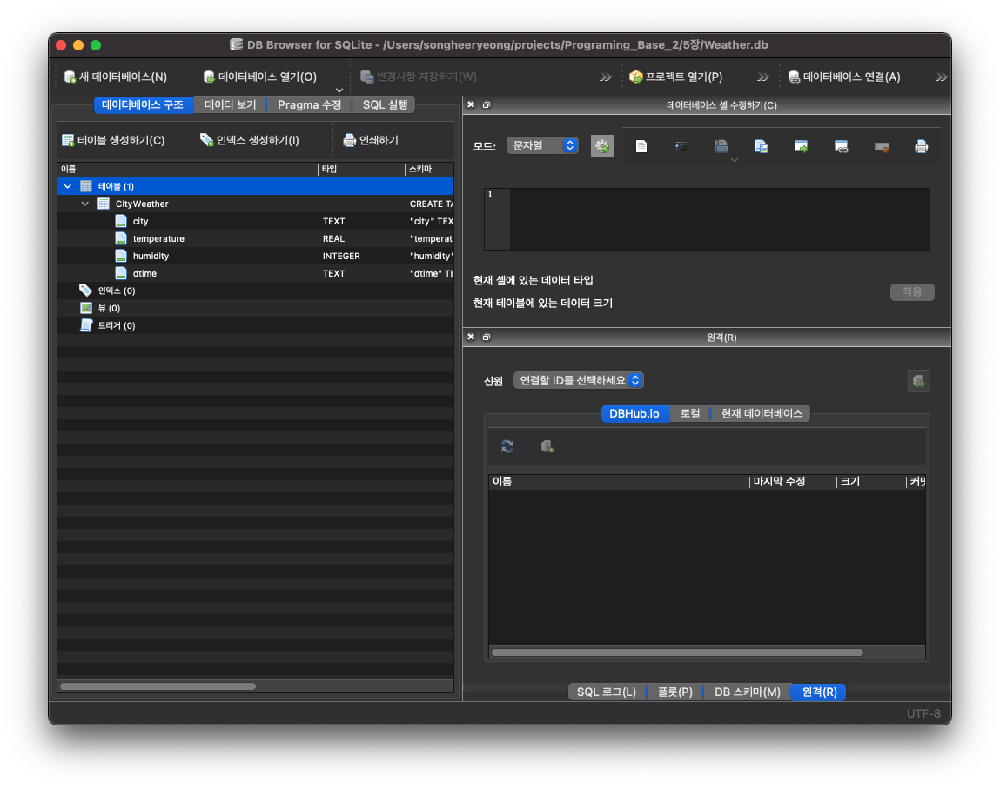 DB Browser for SQLite - /Users/songheeryeong/projects/Programing_Base_2/5장/Weather.db
새 데이터베이스(N) 데이터베이스 열기(O) 변경사항 저장하기(W) 프로젝트 열기(P) 데이터베이스 연결(A)
데이터베이스 구조 데이터 보기 Pragma 수정 SQL 실행
테이블 생성하기(C) 인덱스 생성하기(I) 인쇄하기
이름 타입 스키마
테이블 (1)
CityWeather CREATE TA
city TEXT "city" TEX
temperature REAL "temperat
humidity INTEGER "humidity"
dtime TEXT "dtime" TE
인덱스 (0)
뷰 (0)
트리거 (0)
데이터베이스 셀 수정하기(C)
모드: 문자열
1
현재 셀에 있는 데이터 타입
현재 테이블에 있는 데이터 크기
적용
원격(R)
신원 연결할 ID를 선택하세요
DBHub.io 로컬 현재 데이터베이스
이름 마지막 수정 크기 커밋
SQL 로그(L) 플롯(P) DB 스키마(M) 원격(R)
UTF-8